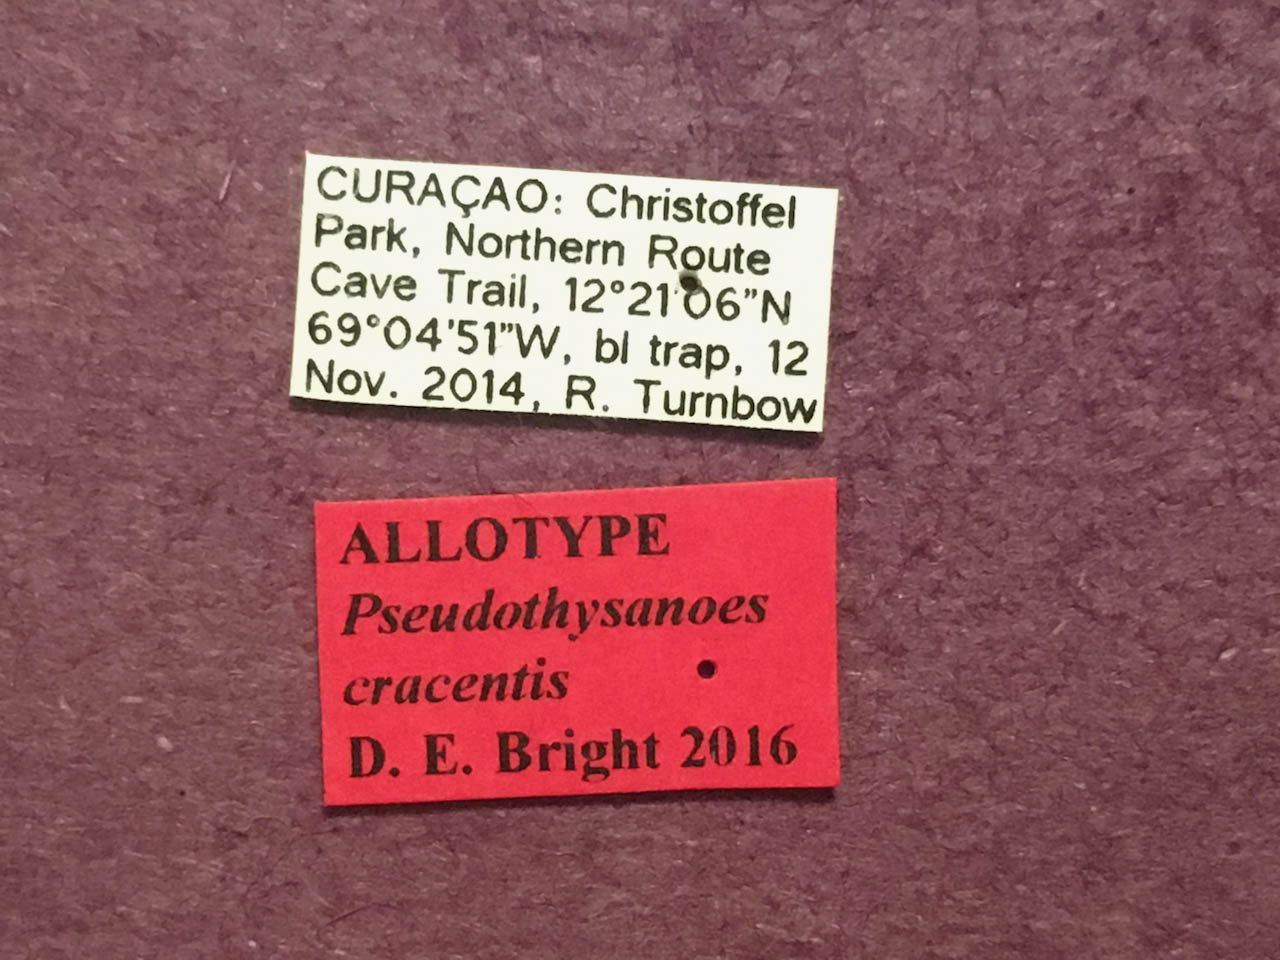 CURAÇAO: Christoffel
Park, Northern Route
Cave Trail, 12°21'06"N
69°04'51"W, bl trap, 12
Nov. 2014, R. Turnbow
ALLOTYPE
Pseudothysanoes
cracentis
D. E. Bright 2016